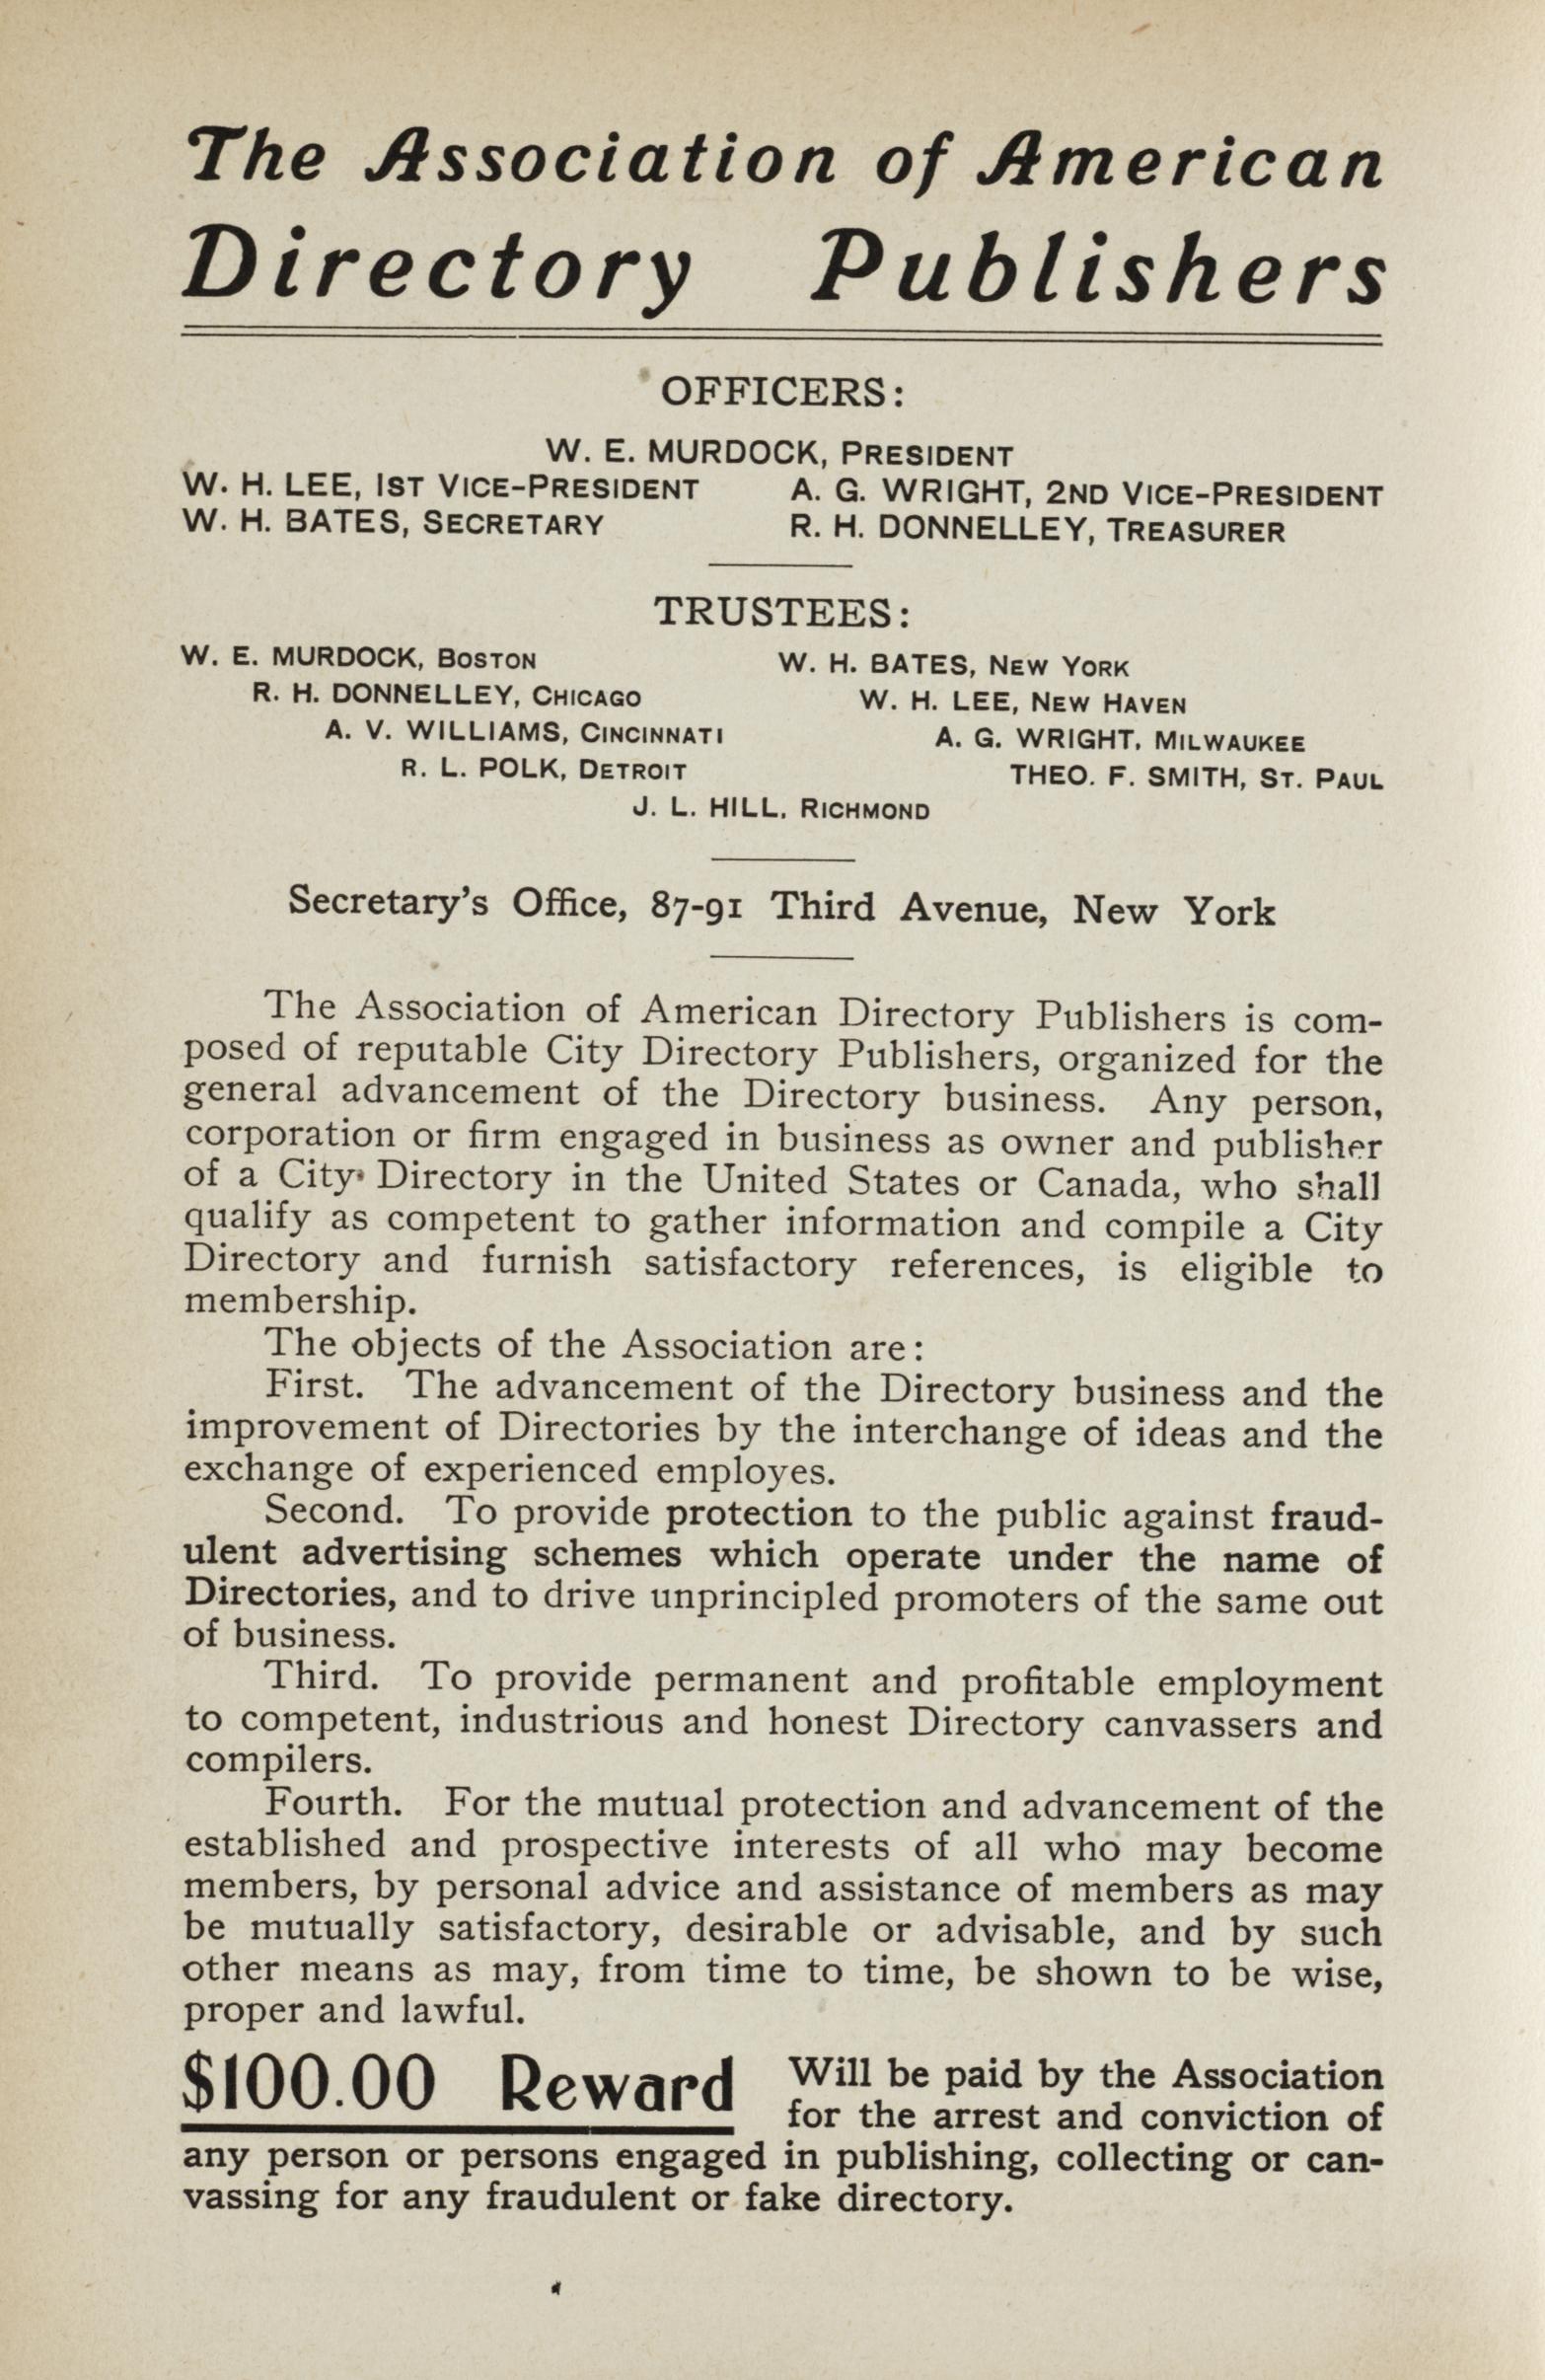 The Association of American
Directory Publishers
OFFICERS:
W. E. MURDOCK, PRESIDENT
W. H. LEE, 1ST VICE-PRESIDENT A. G. WRIGHT, 2ND VICE-PRESIDENT
W. H. BATES, SECRETARY R. H. DONNELLEY, TREASURER
TRUSTEES:
W. E. MURDOCK, BOSTON W. H. BATES, NEW YORK
R. H. DONNELLEY, CHICAGO W. H. LEE, NEW HAVEN
A. V. WILLIAMS, CINCINNATI A. G. WRIGHT, MILWAUKEE
R. L. POLK, DETROIT THEO. F. SMITH, ST. PAUL
J. L. HILL, RICHMOND
Secretary's Office, 87-91 Third Avenue, New York
The Association of American Directory Publishers is com-
posed of reputable City Directory Publishers, organized for the
general advancement of the Directory business. Any person,
corporation or firm engaged in business as owner and publisher
of a City Directory in the United States or Canada, who shall
qualify as competent to gather information and compile a City
Directory and furnish satisfactory references, is eligible to
membership.
The objects of the Association are:
First. The advancement of the Directory business and the
improvement of Directories by the interchange of ideas and the
exchange of experienced employes.
Second. To provide protection to the public against fraud-
ulent advertising schemes which operate under the name of
Directories, and to drive unprincipled promoters of the same out
of business.
Third. To provide permanent and profitable employment
to competent, industrious and honest Directory canvassers and
compilers.
Fourth. For the mutual protection and advancement of the
established and prospective interests of all who may become
members, by personal advice and assistance of members as may
be mutually satisfactory, desirable or advisable, and by such
other means as may, from time to time, be shown to be wise,
proper and lawful.
$100.00 Reward Will be paid by the Association
for the arrest and conviction of
any person or persons engaged in publishing, collecting or can-
vassing for any fraudulent or fake directory.